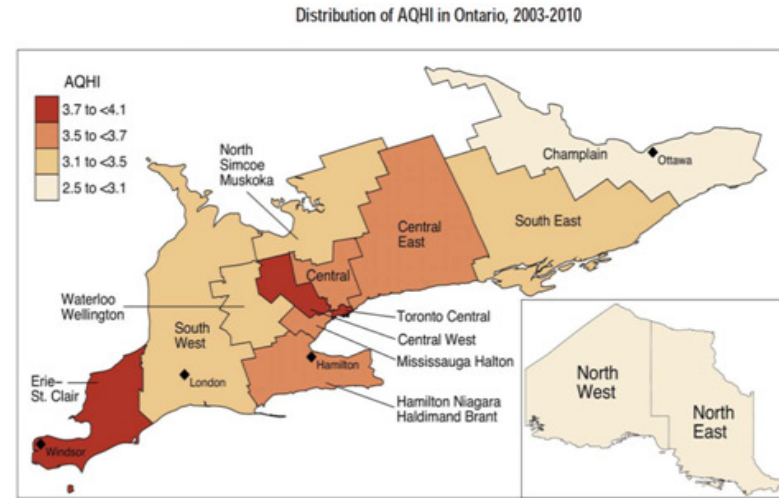 Distribution of AQHI in Ontario, 2003-2010
AQHI
3.7 to <4.1
3.5 to <3.7
3.1 to <3.5
2.5 to <3.1
North
Simcoe
Muskoka
Champlain
Ottawa
South East
Central
East
Central
Waterloo
Wellington
South
West
Toronto Central
Central West
Mississauga Halton
Hamilton
Erie–
St. Clair
London
Hamilton Niagara
Haldimand Brant
Windsor
North
West
North
East